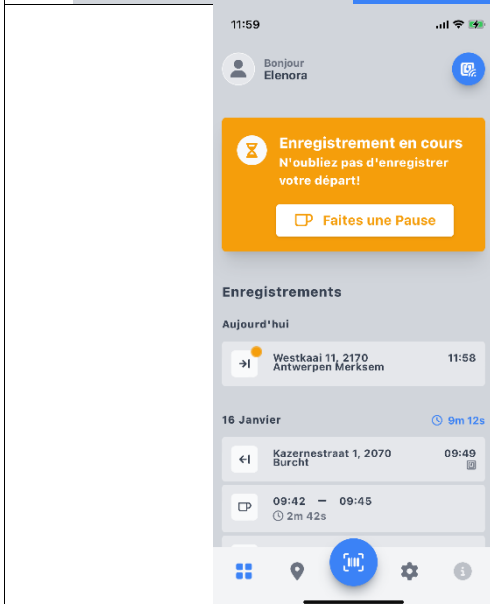 11:59
Bonjour
Elenora
Enregistrement en cours
N'oubliez pas d'enregistrer
votre départ!
Faites une Pause
Enregistrements
Aujourd'hui
Westkaai 11, 2170
Antwerpen Merksem
11:58
16 Janvier
9m 12s
Kazernestraat 1, 2070
Burcht
09:49
09:42 — 09:45
2m 42s